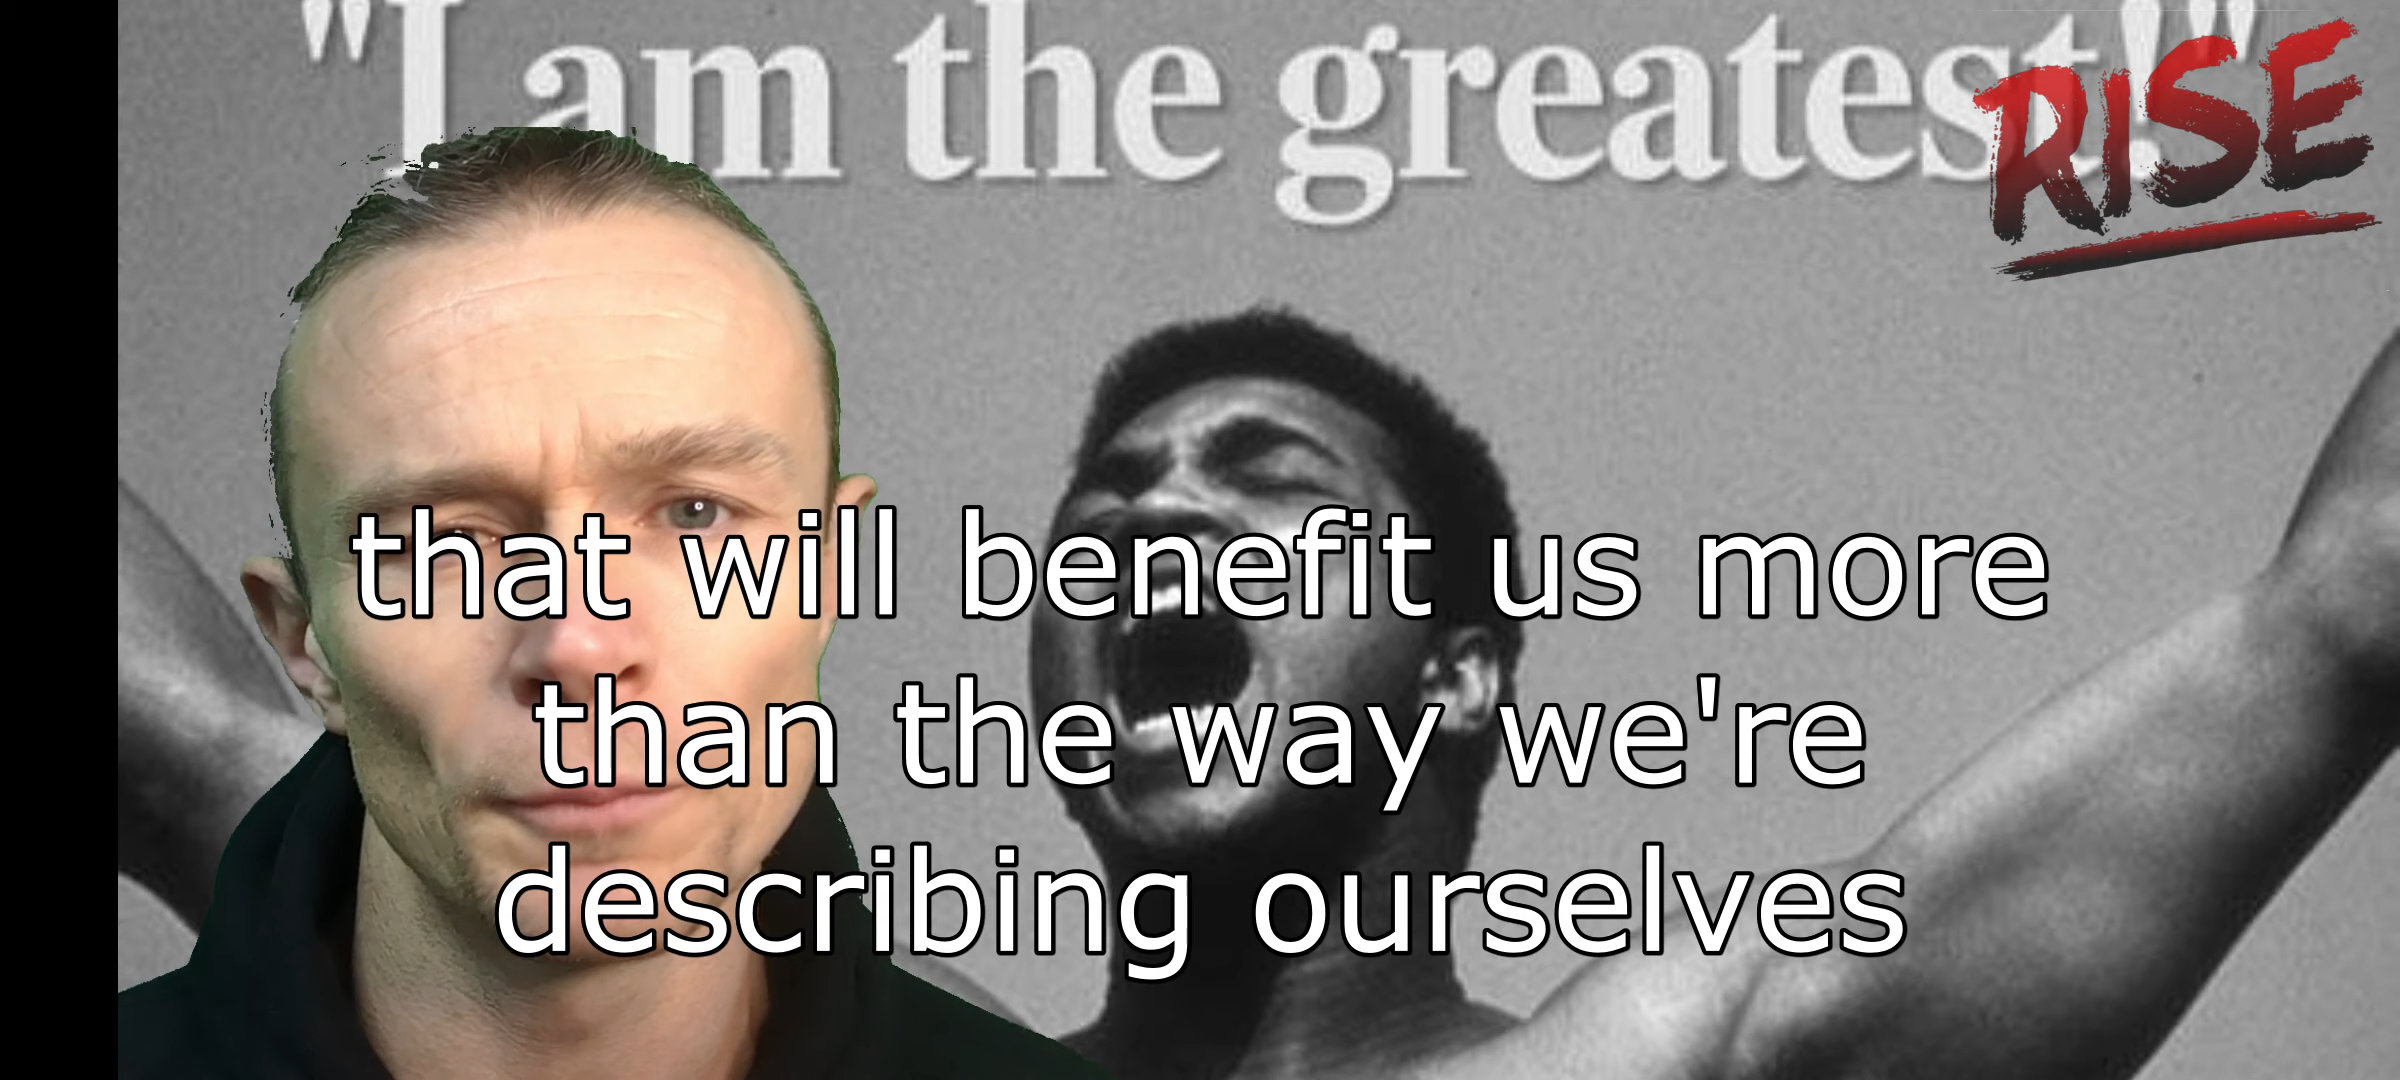 "I am the greatest!"
RISE
that will benefit us more
than the way we're
describing ourselves